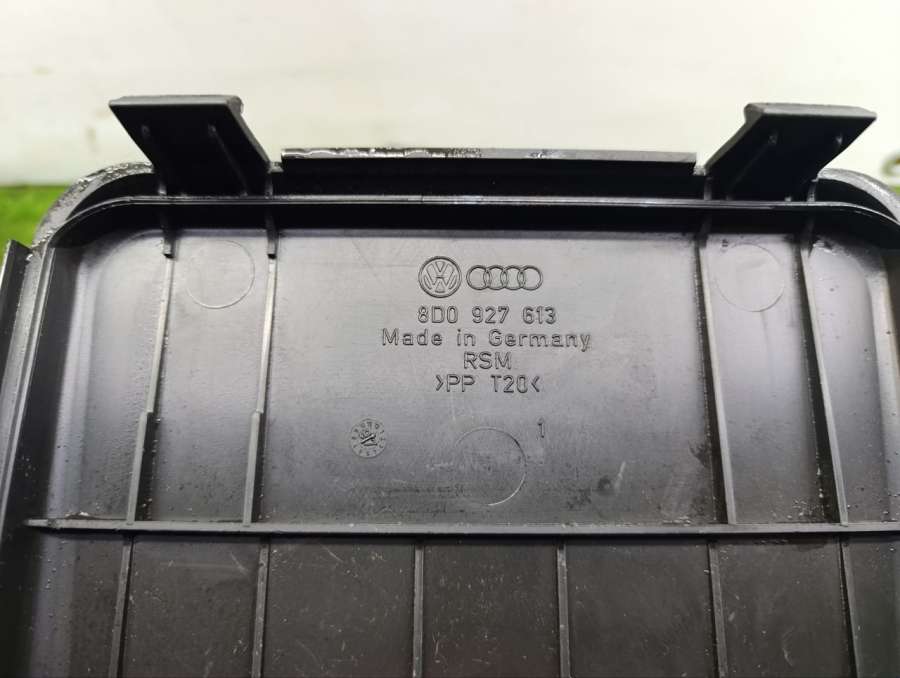 8D0 927 613
Made in Germany
RSM
>PP T20<
1